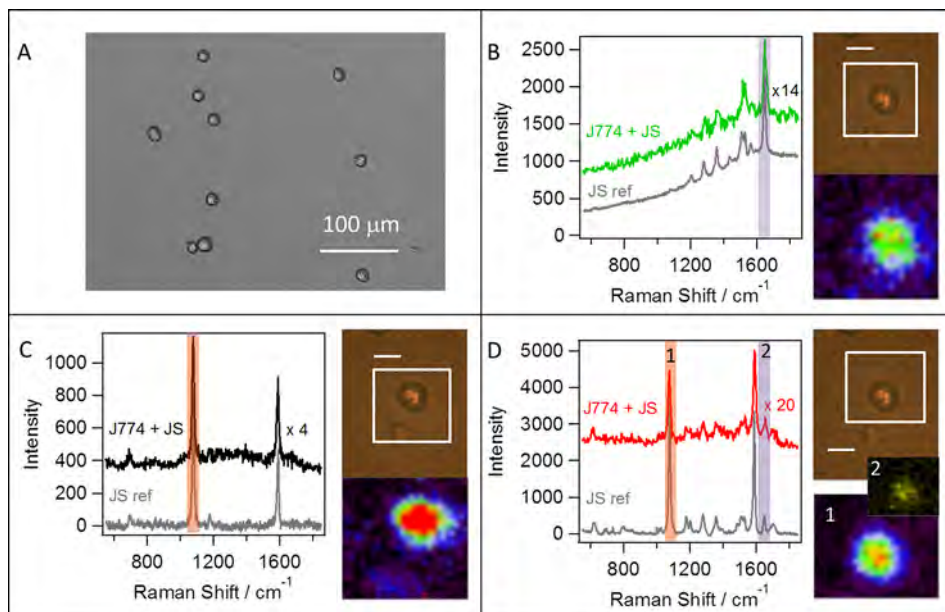 A
100 μm
B
Intensity
2500
2000
1500
1000
500
0
J774 + JS
x14
JS ref
800
1200
1600
Raman Shift / cm⁻¹
C
Intensity
1000
800
600
400
200
0
J774 + JS
x 4
JS ref
800
1200
1600
Raman Shift / cm⁻¹
D
Intensity
5000
4000
3000
2000
1000
0
1
2
J774 + JS
x 20
JS ref
800
1200
1600
Raman Shift / cm⁻¹
2
1